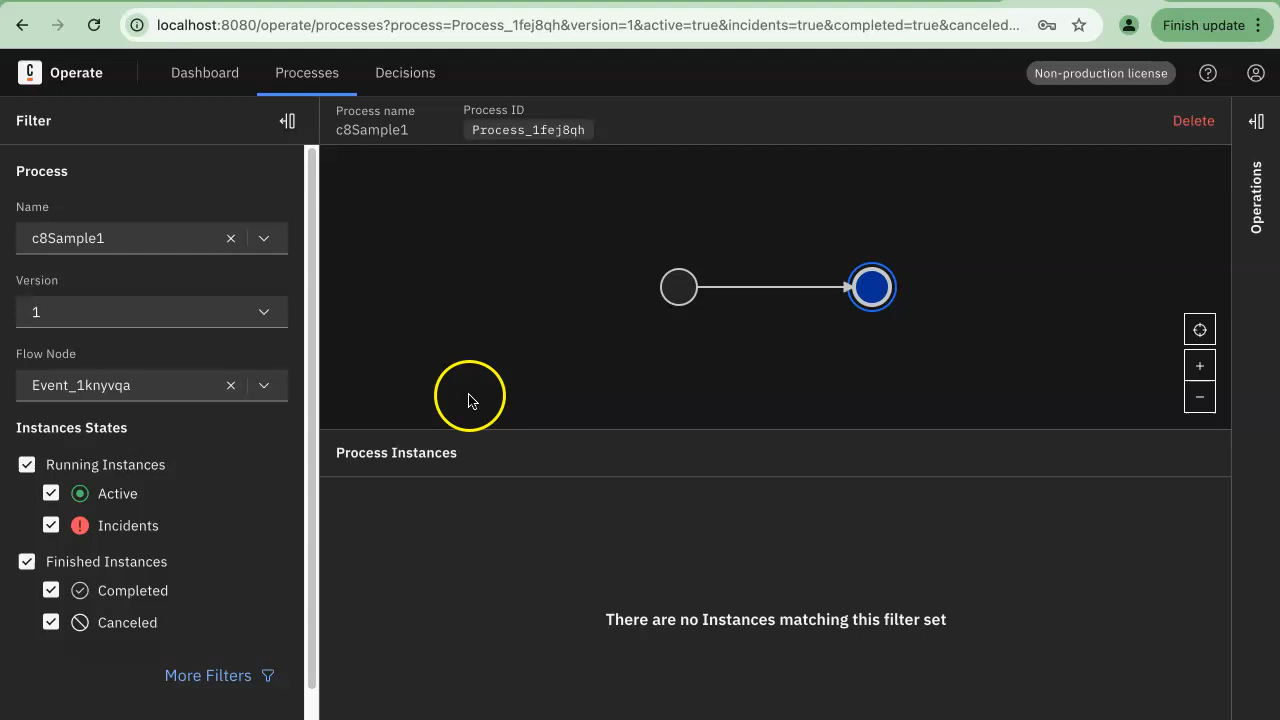 localhost:8080/operate/processes?process=Process_1fej8qh&version=1&active=true&incidents=true&completed=true&canceled...
Finish update
C Operate
Dashboard
Processes
Decisions
Non-production license
Filter
Process name
c8Sample1
Process ID
Process_1fej8qh
Delete
Process
Name
c8Sample1
Version
1
Flow Node
Event_1knyvqa
Instances States
Running Instances
Active
Incidents
Finished Instances
Completed
Canceled
More Filters
Process Instances
There are no Instances matching this filter set
Operations